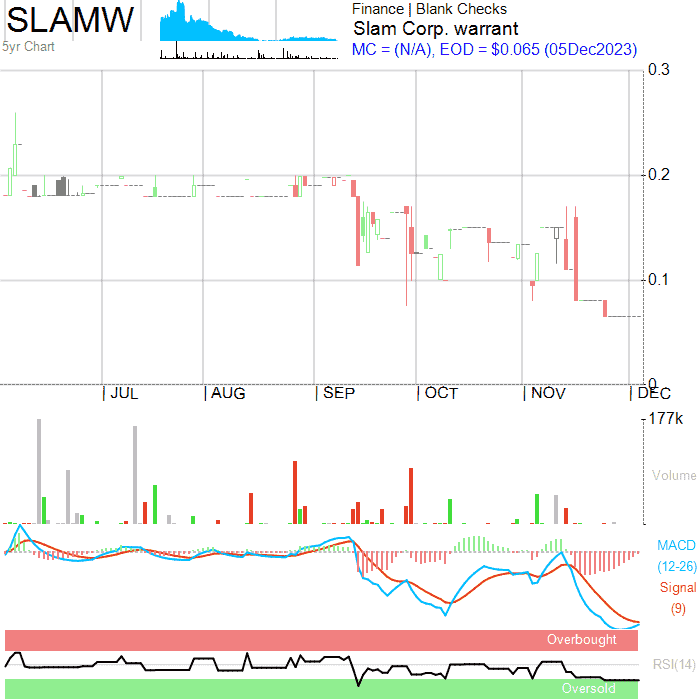 SLAMW
5yr Chart
Finance | Blank Checks
Slam Corp. warrant
MC = (N/A), EOD = $0.065 (05Dec2023)
0.3
0.2
0.1
0
| JUL | AUG | SEP | OCT | NOV | DEC
177k
Volume
MACD
(12-26)
Signal
(9)
Overbought
RSI(14)
Oversold